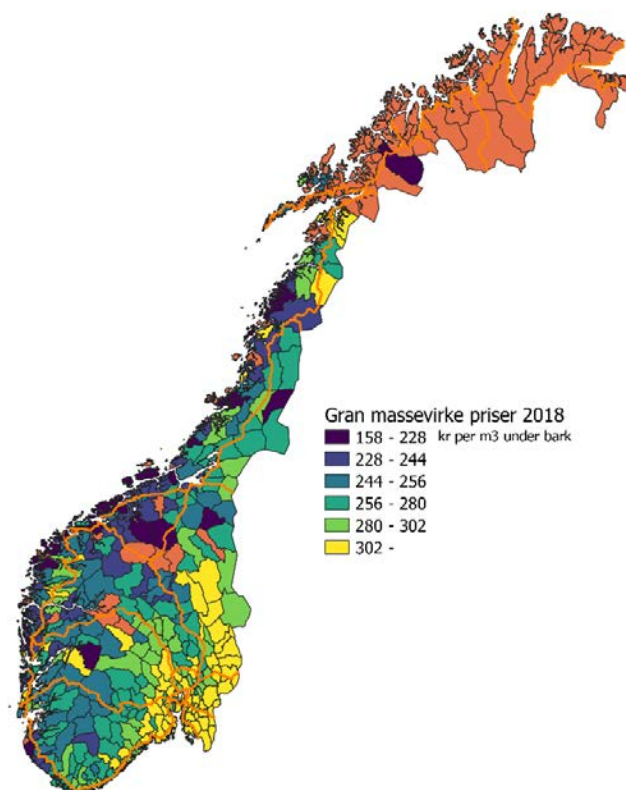 Gran massevirke priser 2018
158 - 228 kr per m3 under bark
228 - 244
244 - 256
256 - 280
280 - 302
302 -